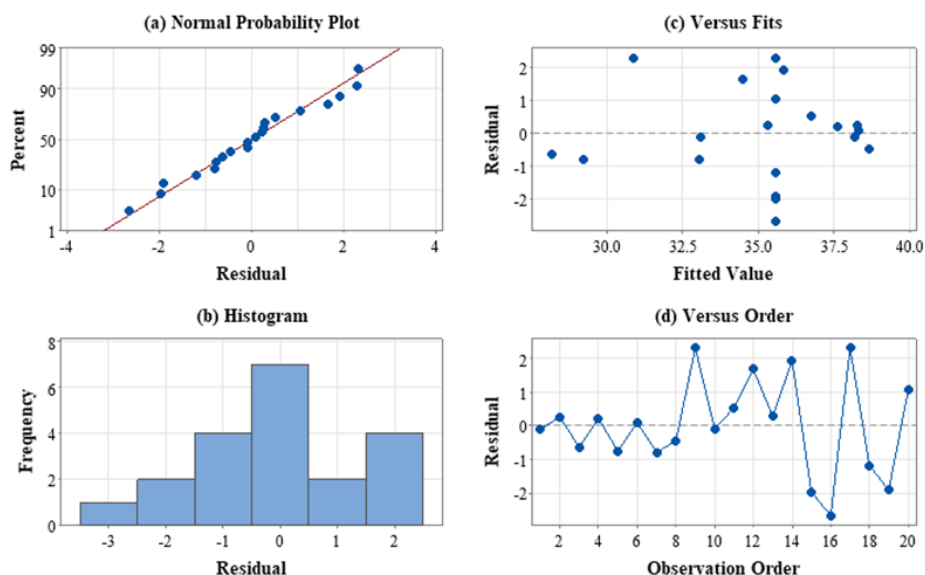 (a) Normal Probability Plot
99
90
50
10
1
Percent
-4 -2 0 2 4
Residual
(c) Versus Fits
2
1
0
-1
-2
Residual
30.0 32.5 35.0 37.5 40.0
Fitted Value
(b) Histogram
8
6
4
2
0
Frequency
-3 -2 -1 0 1 2
Residual
(d) Versus Order
2
1
0
-1
-2
Residual
2 4 6 8 10 12 14 16 18 20
Observation Order